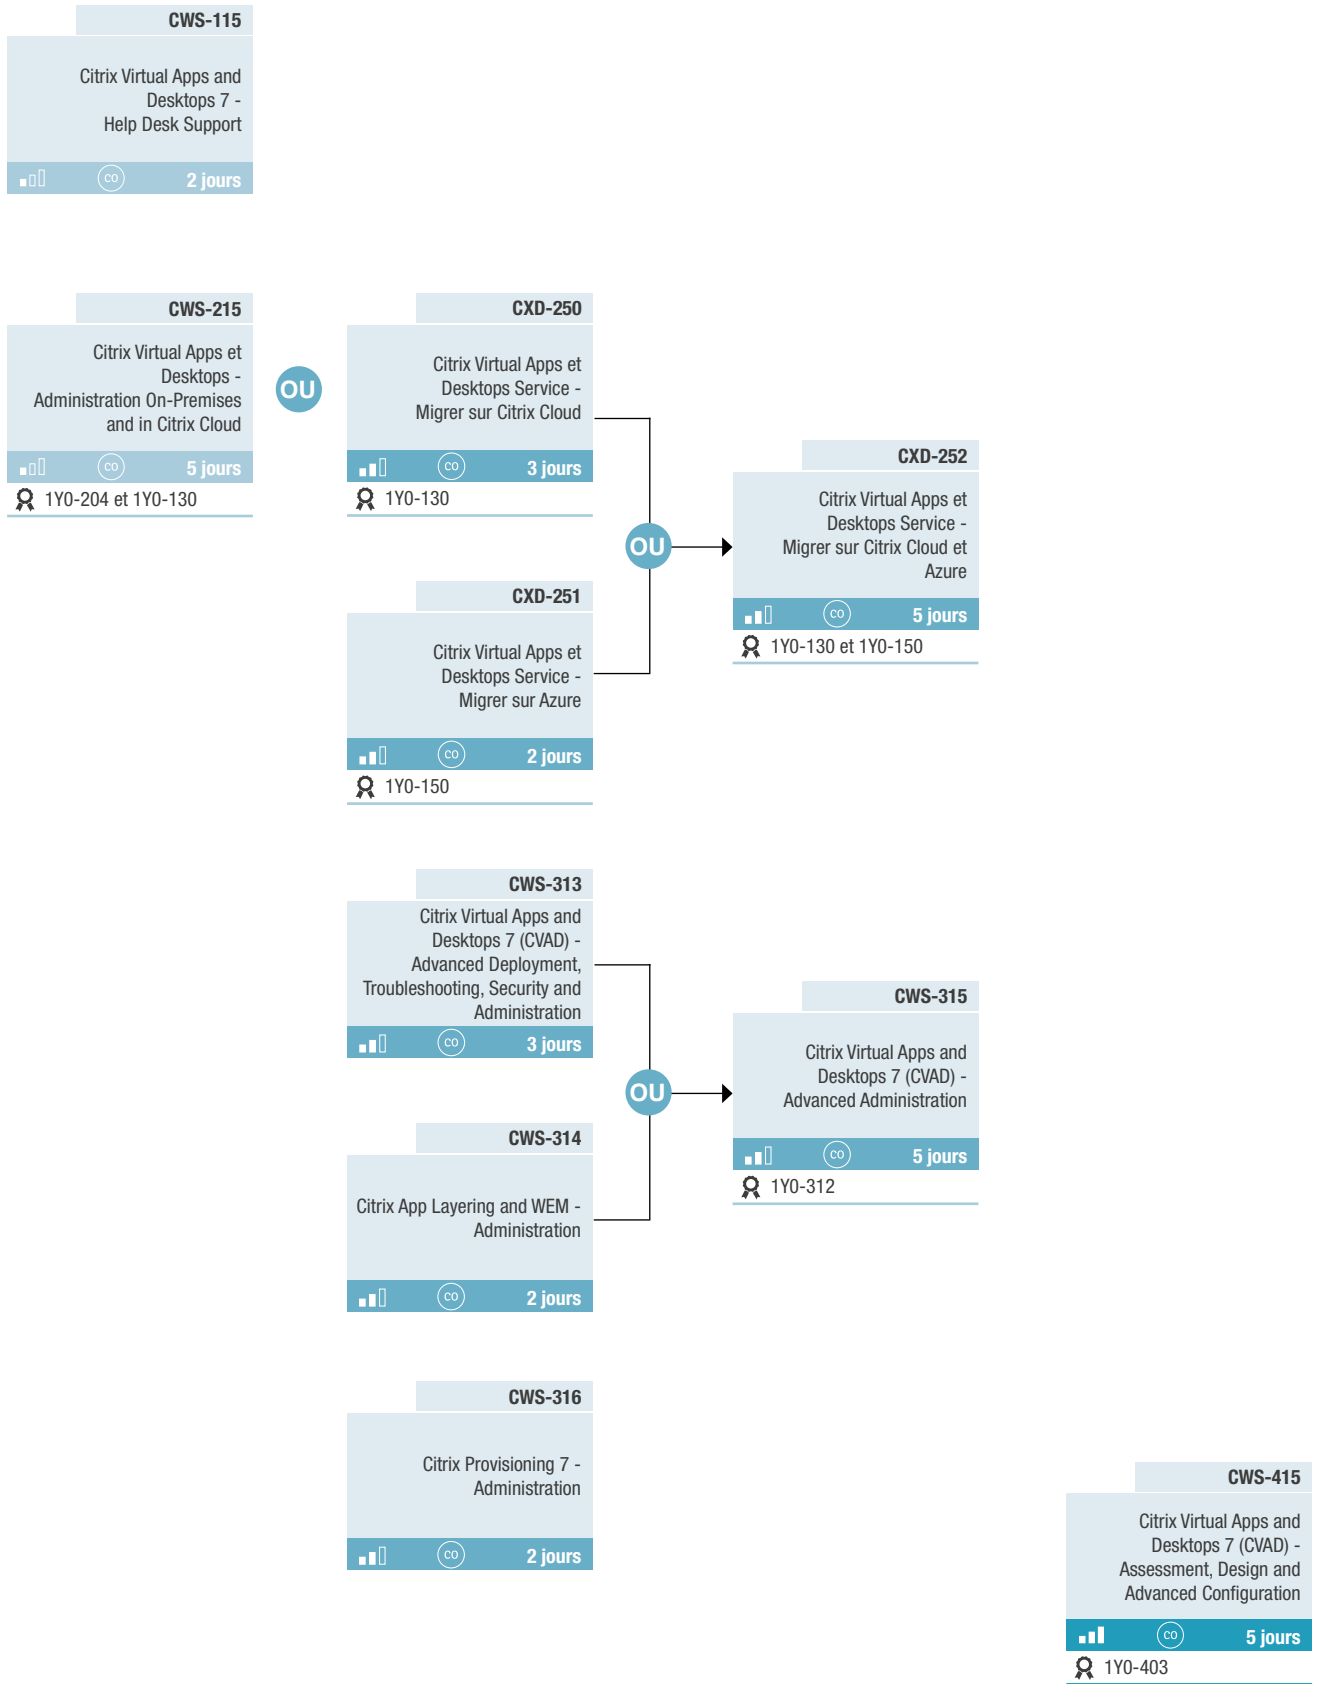 CWS-115
Citrix Virtual Apps and
Desktops 7 -
Help Desk Support
co
2 jours
CWS-215
Citrix Virtual Apps et
Desktops -
Administration On-Premises
and in Citrix Cloud
co
5 jours
1Y0-204 et 1Y0-130
OU
CXD-250
Citrix Virtual Apps et
Desktops Service -
Migrer sur Citrix Cloud
co
3 jours
1Y0-130
CXD-251
Citrix Virtual Apps et
Desktops Service -
Migrer sur Azure
co
2 jours
1Y0-150
OU
CXD-252
Citrix Virtual Apps et
Desktops Service -
Migrer sur Citrix Cloud et
Azure
co
5 jours
1Y0-130 et 1Y0-150
CWS-313
Citrix Virtual Apps and
Desktops 7 (CVAD) -
Advanced Deployment,
Troubleshooting, Security and
Administration
co
3 jours
CWS-314
Citrix App Layering and WEM -
Administration
co
2 jours
OU
CWS-315
Citrix Virtual Apps and
Desktops 7 (CVAD) -
Advanced Administration
co
5 jours
1Y0-312
CWS-316
Citrix Provisioning 7 -
Administration
co
2 jours
CWS-415
Citrix Virtual Apps and
Desktops 7 (CVAD) -
Assessment, Design and
Advanced Configuration
co
5 jours
1Y0-403